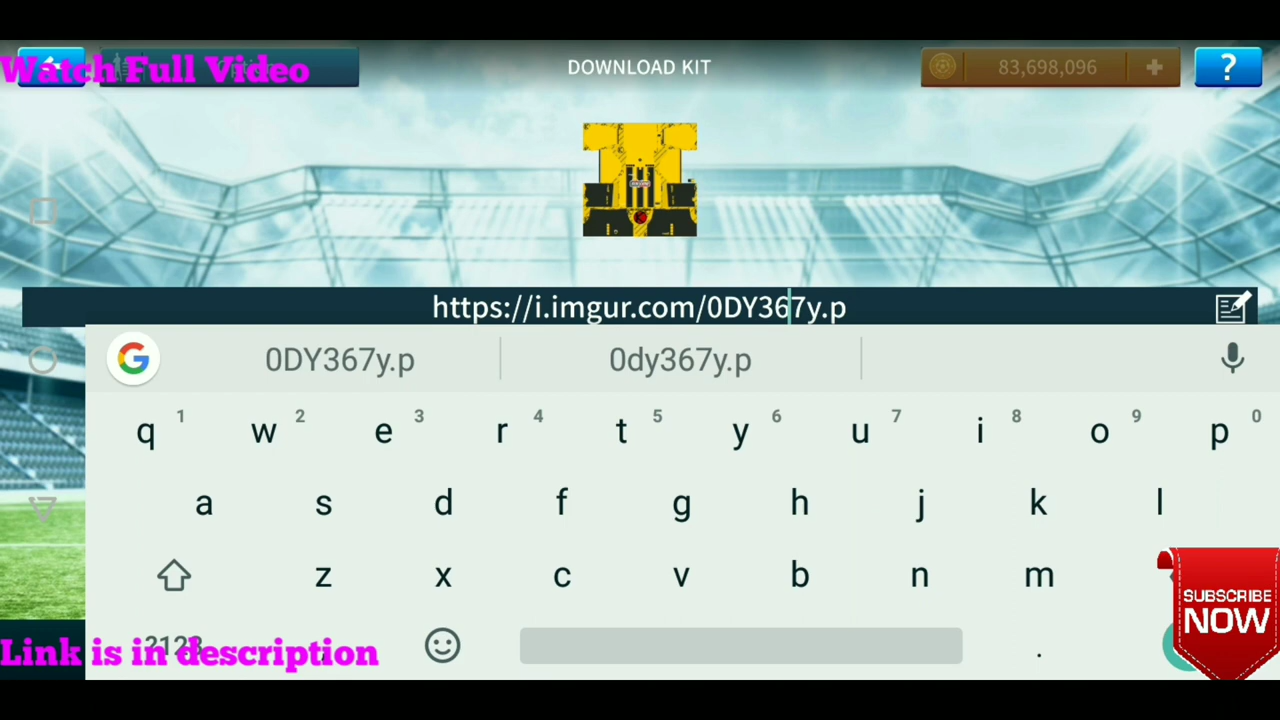 Watch Full Video
DOWNLOAD KIT
83,698,096
+
?
https://i.imgur.com/0DY367y.p
G
0DY367y.p
0dy367y.p
q 1 w 2 e 3 r 4 t 5 y 6 u 7 i 8 o 9 p 0
a s d f g h j k l
z x c v b n m
SUBSCRIBE
NOW
Link is in description
.